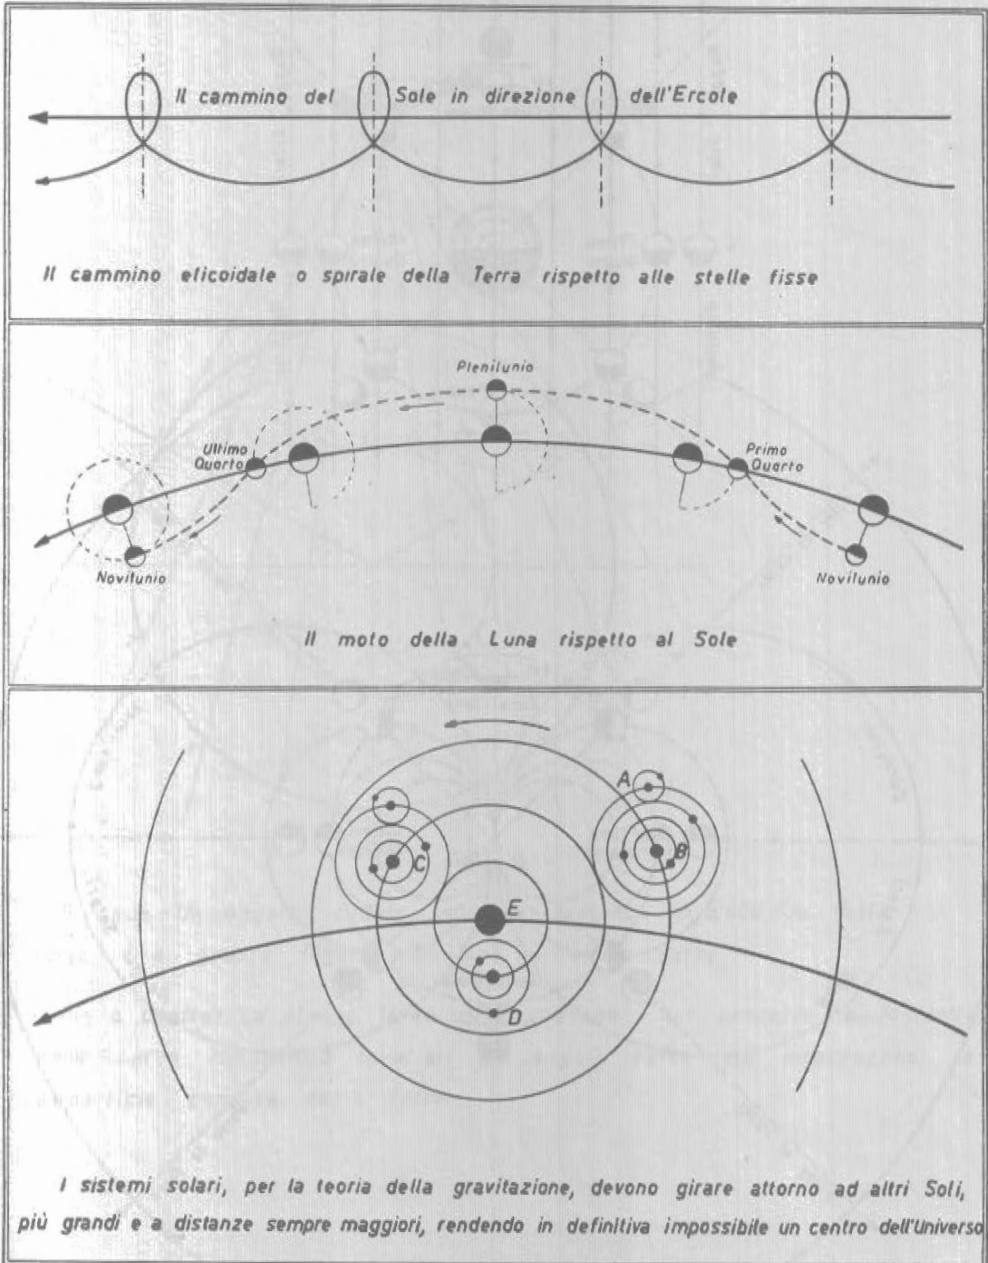 Il cammino del Sole in direzione dell'Ercole
Il cammino elicoidale o spirale della Terra rispetto alle stelle fisse
Plenilunio
Ultimo
Quarto
Primo
Quarto
Novilunio
Novilunio
Il moto della Luna rispetto al Sole
A
B
C
E
D
I sistemi solari, per la teoria della gravitazione, devono girare attorno ad altri Soli,
più grandi e a distanze sempre maggiori, rendendo in definitiva impossibile un centro dell'Universo